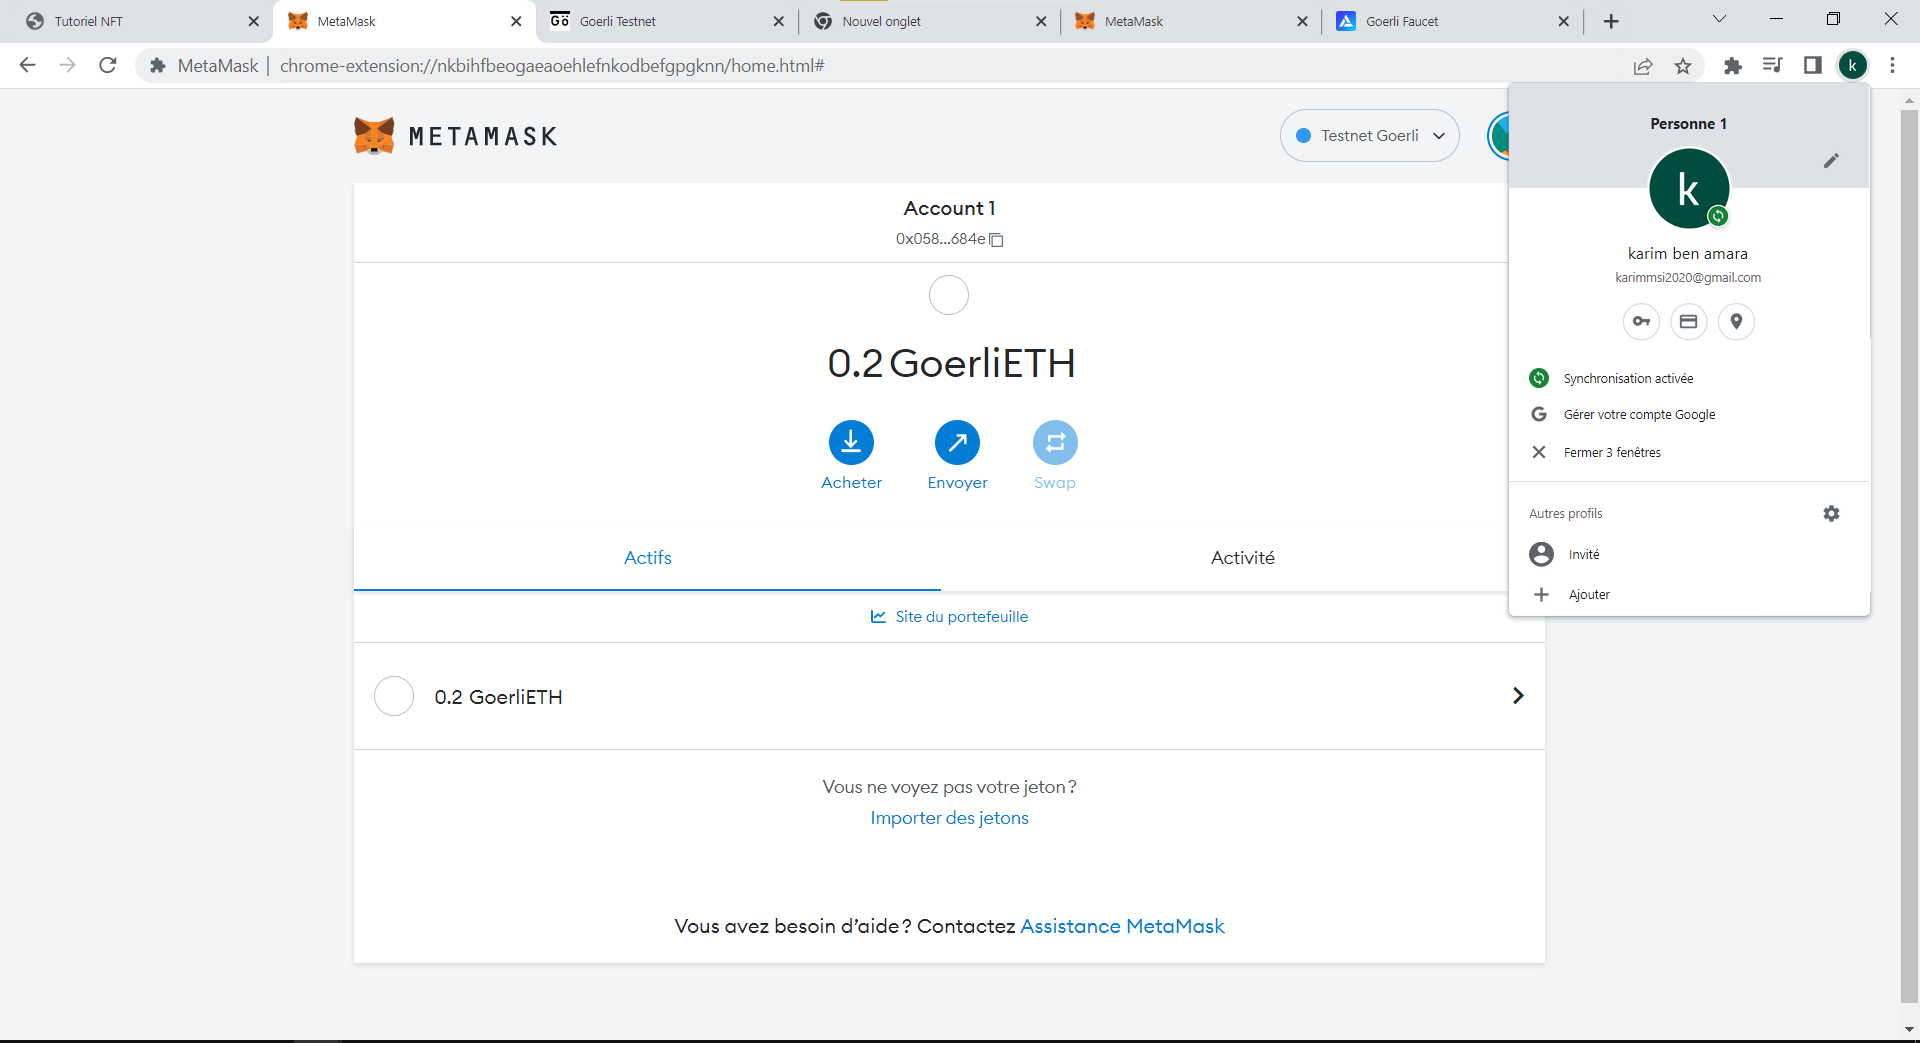 Tutoriel NFT
MetaMask
Goerli Testnet
Nouvel onglet
MetaMask
Goerli Faucet
MetaMask | chrome-extension://nkbihfbeogaeaoehlefnkodbefgpgknn/home.html#
k
METAMASK
Testnet Goerli
Account 1
0x058...684e
0.2 GoerliETH
Acheter
Envoyer
Swap
Actifs
Activité
Site du portefeuille
0.2 GoerliETH
Vous ne voyez pas votre jeton ?
Importer des jetons
Vous avez besoin d’aide ? Contactez Assistance MetaMask
Personne 1
k
karim ben amara
karimmsi2020@gmail.com
Synchronisation activée
Gérer votre compte Google
Fermer 3 fenêtres
Autres profils
Invité
Ajouter